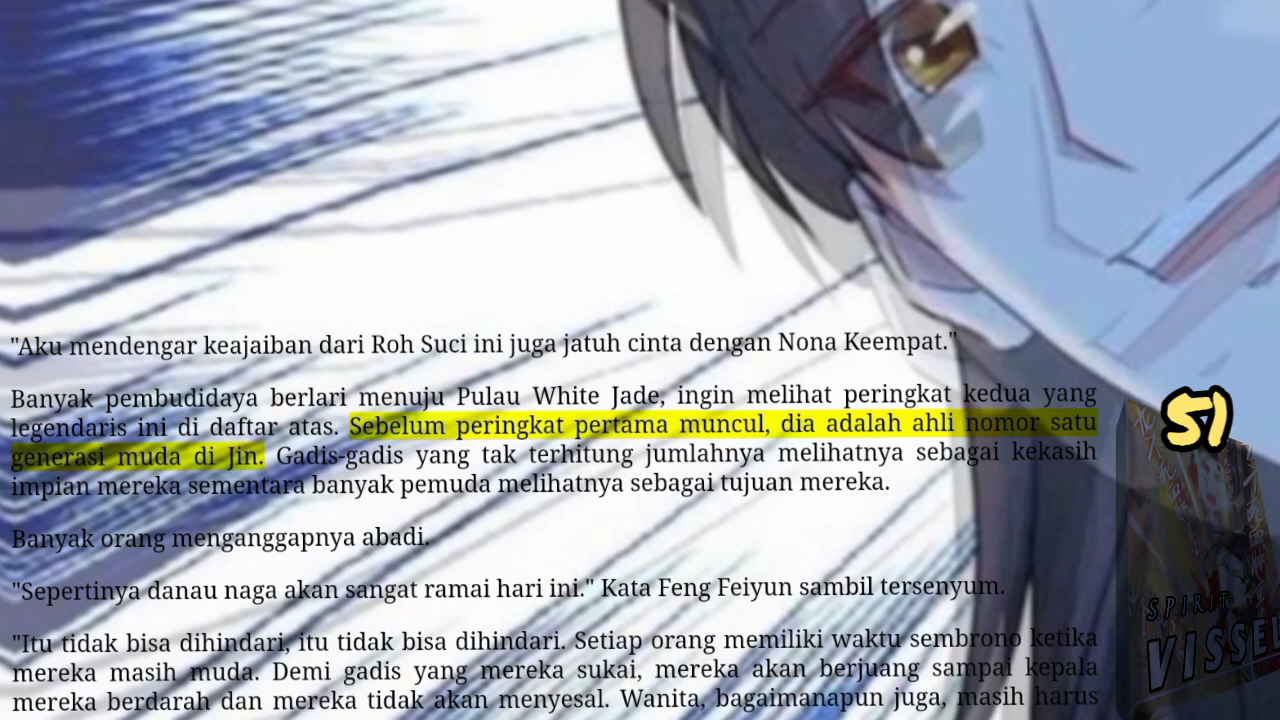 "Aku mendengar keajaiban dari Roh Suci ini juga jatuh cinta dengan Nona Keempat."
Banyak pembudidaya berlari menuju Pulau White Jade, ingin melihat peringkat kedua yang
legendaris ini di daftar atas. Sebelum peringkat pertama muncul, dia adalah ahli nomor satu
generasi muda di Jin. Gadis-gadis yang tak terhitung jumlahnya melihatnya sebagai kekasih
impian mereka sementara banyak pemuda melihatnya sebagai tujuan mereka.
Banyak orang menganggapnya abadi.
"Sepertinya danau naga akan sangat ramai hari ini." Kata Feng Feiyun sambil tersenyum.
"Itu tidak bisa dihindari, itu tidak bisa dihindari. Setiap orang memiliki waktu sembrono ketika
mereka masih muda. Demi gadis yang mereka sukai, mereka akan berjuang sampai kepala
mereka berdarah dan mereka tidak akan menyesal. Wanita, bagaimanapun juga, masih harus
SPIRIT
VISSEL